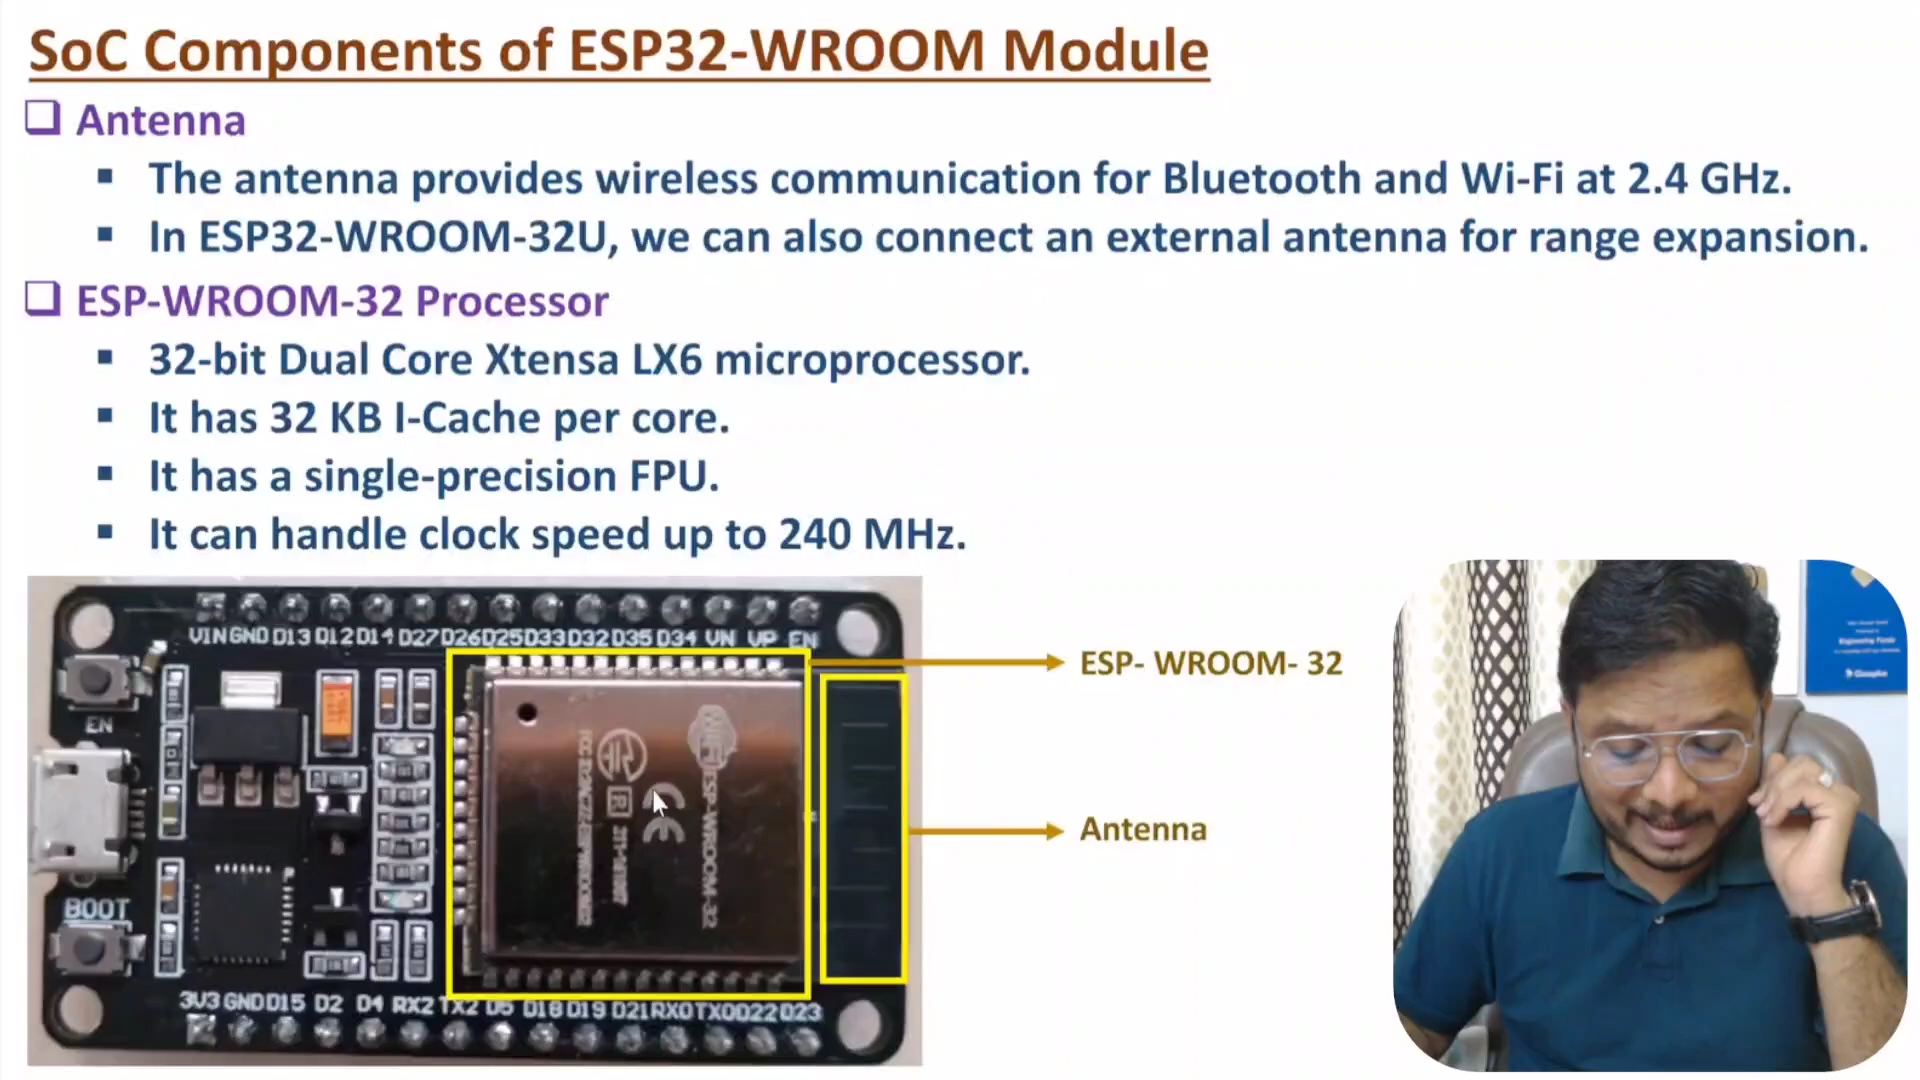 SoC Components of ESP32-WROOM Module
Antenna
The antenna provides wireless communication for Bluetooth and Wi-Fi at 2.4 GHz.
In ESP32-WROOM-32U, we can also connect an external antenna for range expansion.
ESP-WROOM-32 Processor
32-bit Dual Core Xtensa LX6 microprocessor.
It has 32 KB I-Cache per core.
It has a single-precision FPU.
It can handle clock speed up to 240 MHz.
VIN GND D13 D12 D14 D27 D26 D25 D33 D32 D35 D34 VN VP EN
EN
BOOT
WiFi
ESP-WROOM-32
CE
R
3V3 GND D15 D2 D4 RX2 TX2 D5 D18 D19 D21 RX0 TX0 D22 D23
ESP- WROOM- 32
Antenna